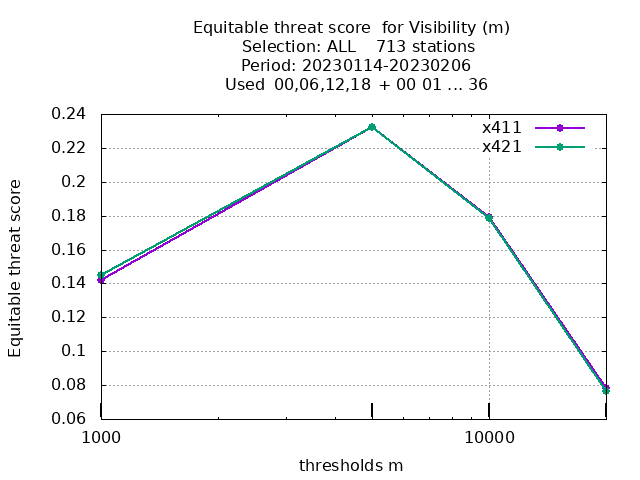 Equitable threat score  for Visibility (m)
Selection: ALL    713 stations
Period: 20230114-20230206
Used  00,06,12,18  + 00 01 ... 36
x411
x421
0.24
0.22
0.2
0.18
0.16
0.14
0.12
0.1
0.08
0.06
Equitable threat score
1000
10000
thresholds m